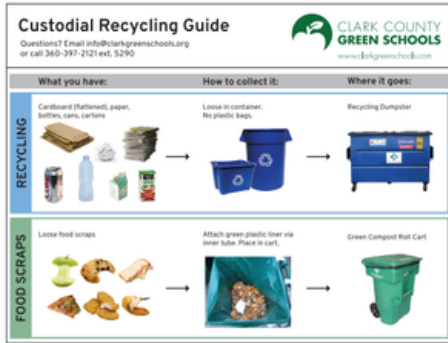 Custodial Recycling Guide
Questions? Email info@clarkgreenschools.org
or call 360-397-2121 ext. 5290
CLARK COUNTY
GREEN SCHOOLS
www.clarkgreenschools.com
What you have:
How to collect it:
Where it goes:
RECYCLING
Cardboard (flattened), paper,
bottles, cans, cartons
Loose in container.
No plastic bags.
Recycling Dumpster
FOOD SCRAPS
Loose food scraps
Attach green plastic liner via
inner tube. Place in cart.
Green Compost Roll Cart